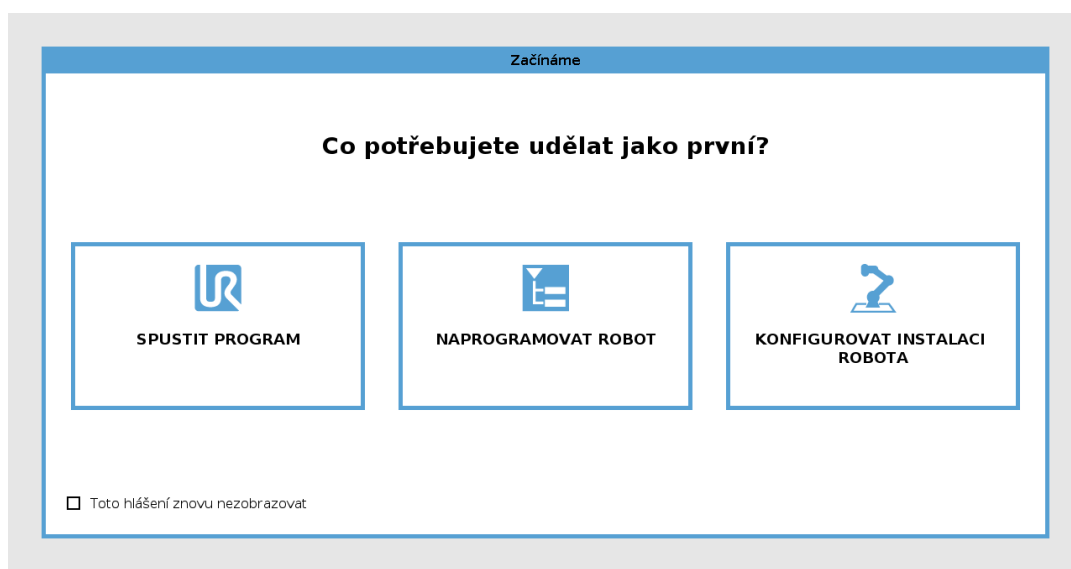 Začínáme
Co potřebujete udělat jako první?
SPUSTIT PROGRAM
NAPROGRAMOVAT ROBOT
KONFIGUROVAT INSTALACI
ROBOTA
Toto hlášení znovu nezobrazovat